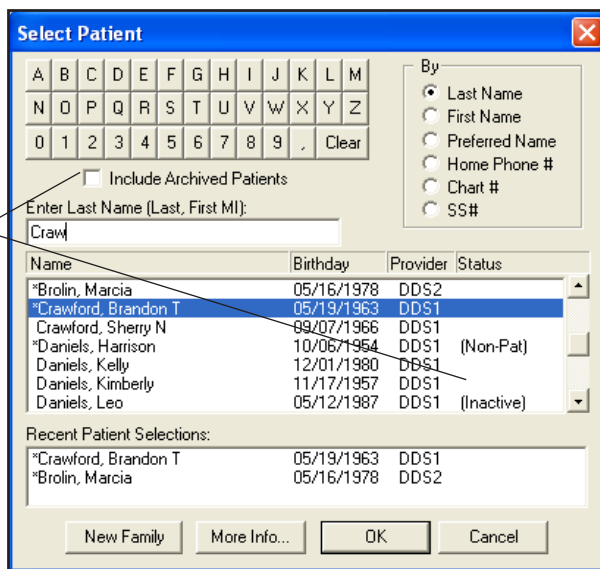 Select Patient
A B C D E F G H I J K L M
N O P Q R S T U V W X Y Z
0 1 2 3 4 5 6 7 8 9 , Clear
By
Last Name
First Name
Preferred Name
Home Phone #
Chart #
SS#
Include Archived Patients
Enter Last Name (Last, First MI):
Craw
Name Birthday Provider Status
*Brolin, Marcia 05/16/1978 DDS2
*Crawford, Brandon T 05/19/1963 DDS1
Crawford, Sherry N 09/07/1966 DDS1
*Daniels, Harrison 10/06/1954 DDS1 (Non-Pat)
Daniels, Kelly 12/01/1980 DDS1
Daniels, Kimberly 11/17/1957 DDS1
Daniels, Leo 05/12/1987 DDS1 (Inactive)
Recent Patient Selections:
*Crawford, Brandon T 05/19/1963 DDS1
*Brolin, Marcia 05/16/1978 DDS2
New Family More Info... OK Cancel